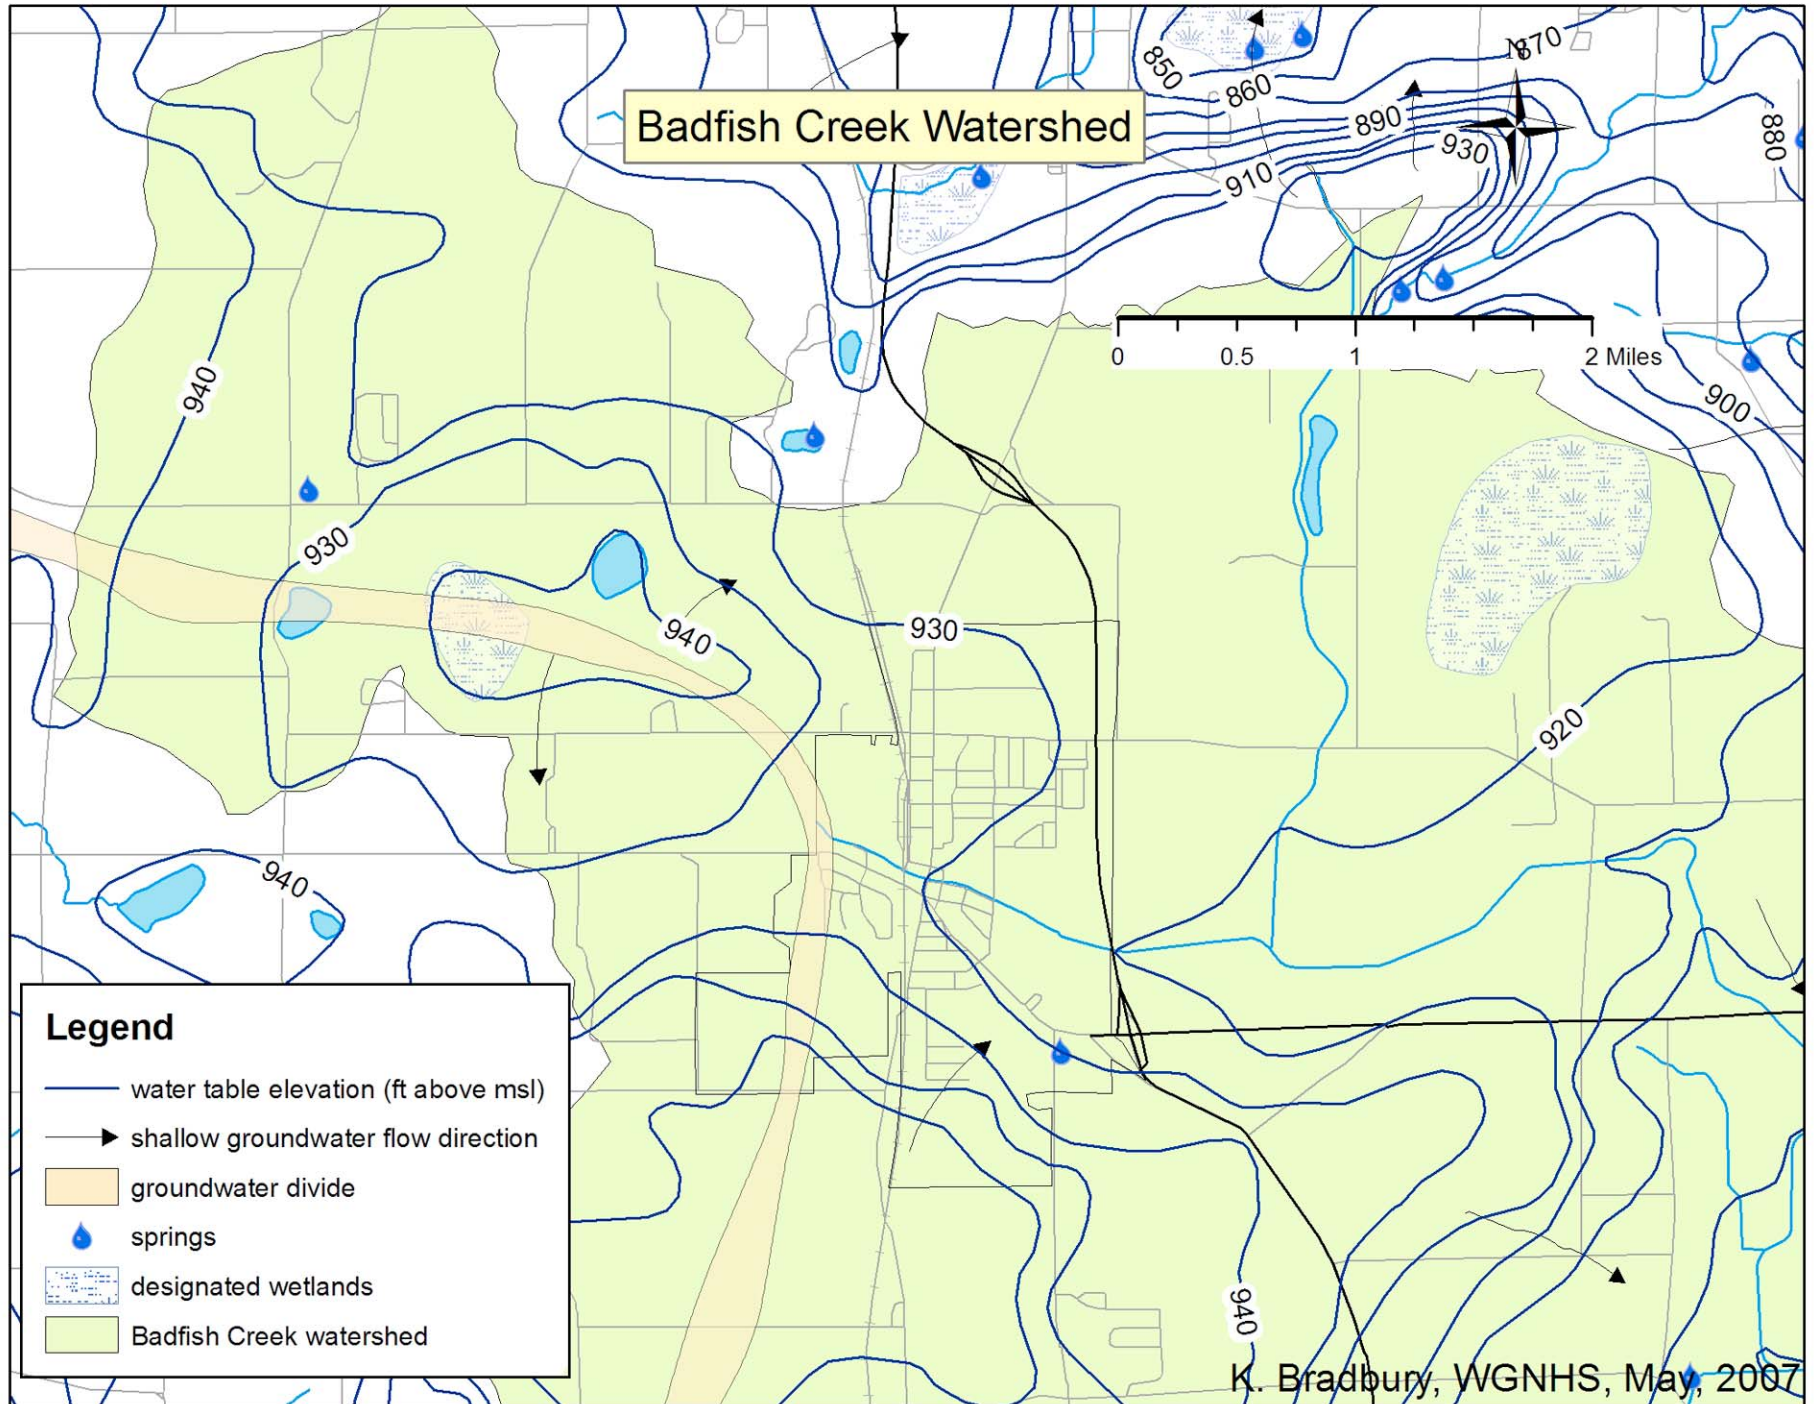 870
N
850
860
Badfish Creek Watershed
890
880
930
910
0 0.5 1 2 Miles
940
900
930
930
940
920
940
Legend
water table elevation (ft above msl)
shallow groundwater flow direction
groundwater divide
springs
designated wetlands
Badfish Creek watershed
940
K. Bradbury, WGNHS, May, 2007